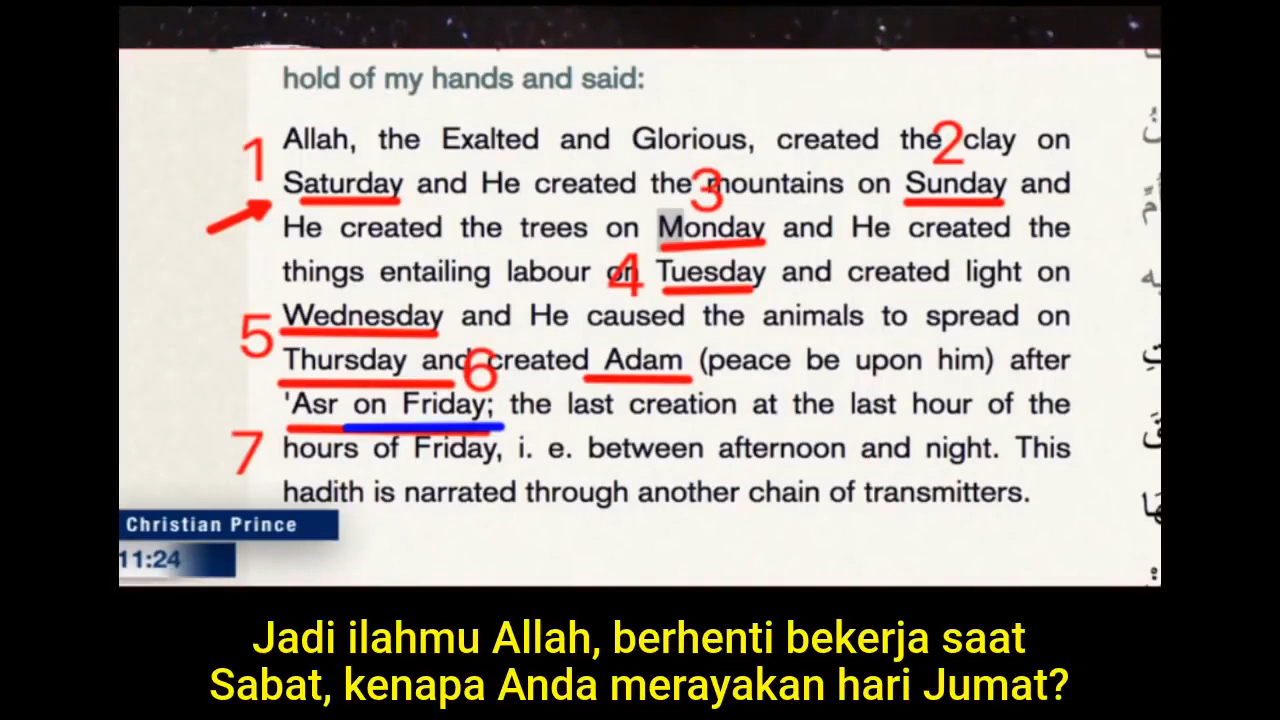 hold of my hands and said:
Allah, the Exalted and Glorious, created the clay on
Saturday and He created the mountains on Sunday and
He created the trees on Monday and He created the
things entailing labour on Tuesday and created light on
Wednesday and He caused the animals to spread on
Thursday and created Adam (peace be upon him) after
'Asr on Friday; the last creation at the last hour of the
hours of Friday, i. e. between afternoon and night. This
hadith is narrated through another chain of transmitters.
1
2
3
4
5
6
7
Christian Prince
11:24
Jadi ilahmu Allah, berhenti bekerja saat
Sabat, kenapa Anda merayakan hari Jumat?